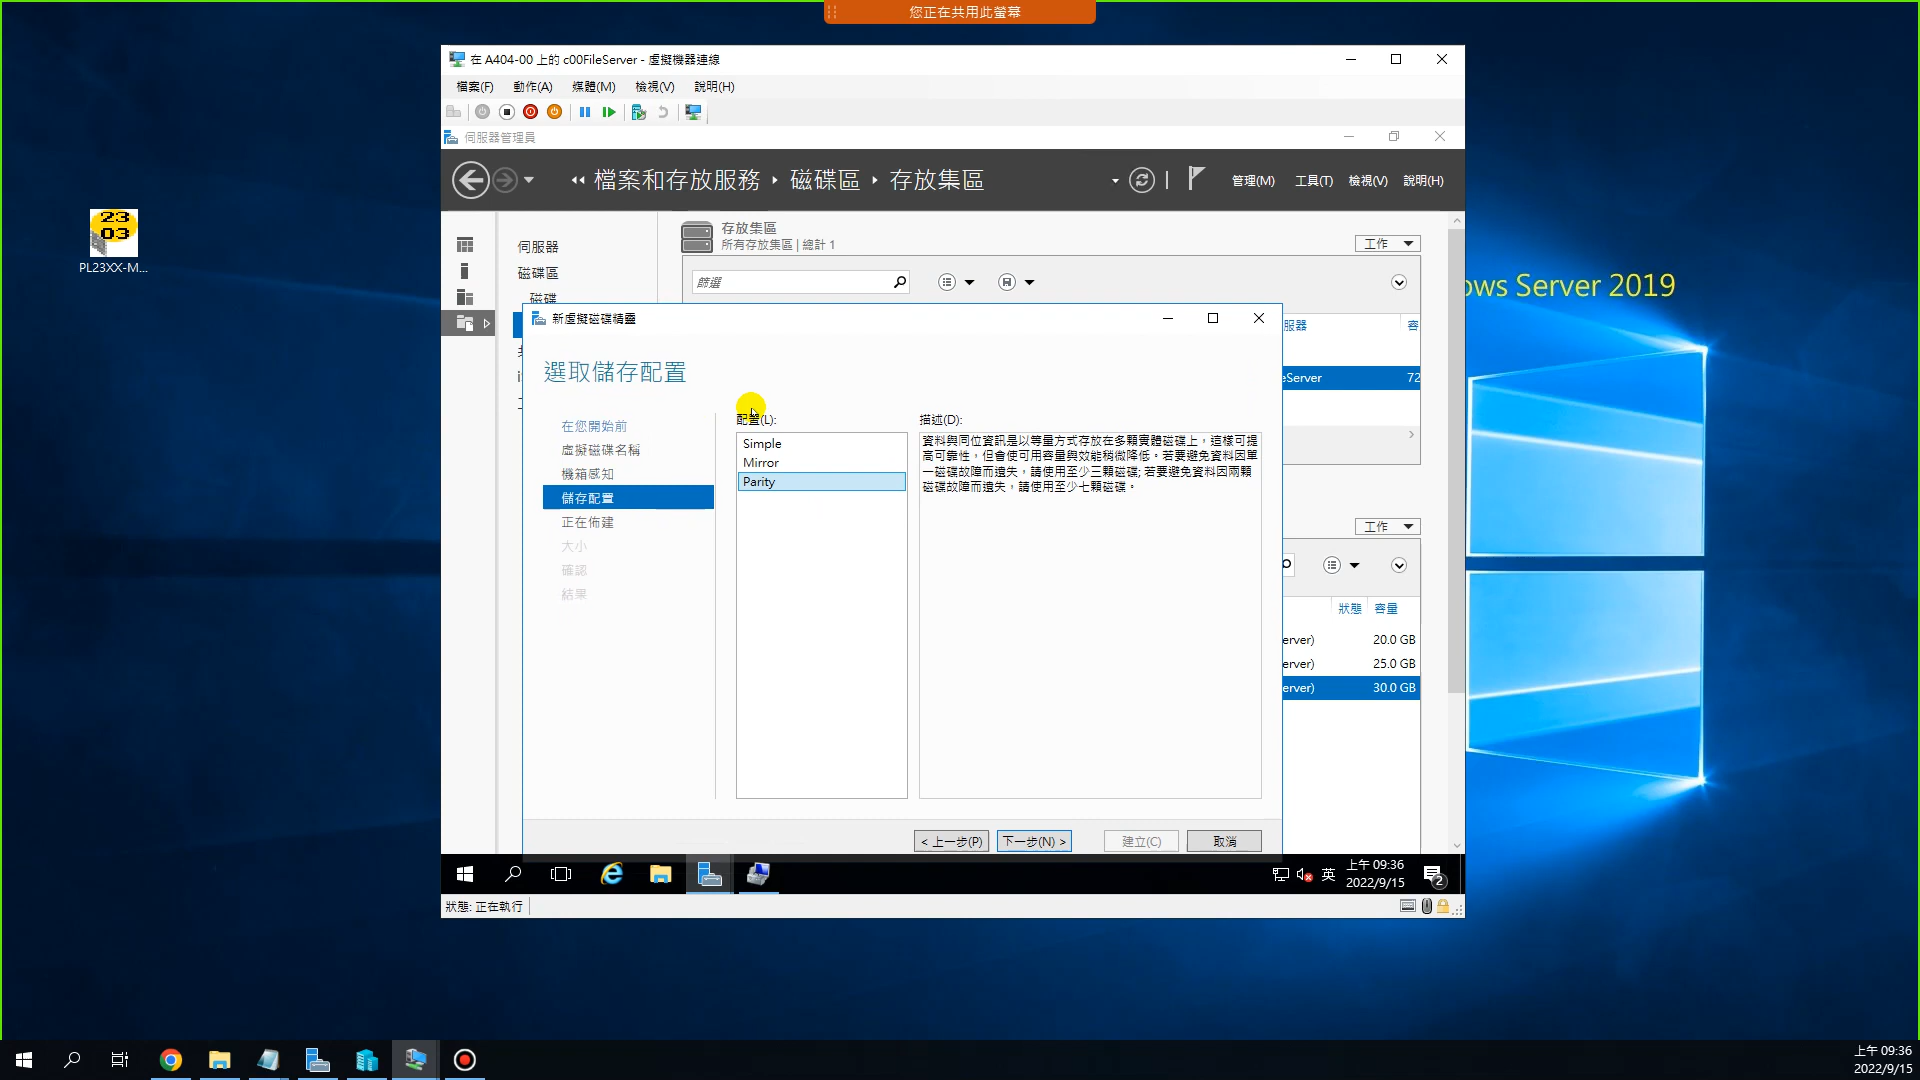 您正在共用此螢幕
在 A404-00 上的 c00FileServer - 虛擬機器連線
檔案(F) 動作(A) 媒體(M) 檢視(V) 說明(H)
伺服器管理員
檔案和存放服務 磁碟區 存放集區
管理(M) 工具(T) 檢視(V) 說明(H)
23
03
PL23XX-M...
伺服器
磁碟區
磁碟
存放集區
所有存放集區 | 總計 1
工作
篩選
ows Server 2019
服器 容
eServer 72
新虛擬磁碟精靈
選取儲存配置
在您開始前
虛擬磁碟名稱
機箱感知
儲存配置
正在佈建
大小
確認
結果
配置(L):
Simple
Mirror
Parity
描述(D):
資料與同位資訊是以等量方式存放在多顆實體磁碟上，這樣可提
高可靠性，但會使可用容量與效能稍微降低。若要避免資料因單
一磁碟故障而遺失，請使用至少三顆磁碟; 若要避免資料因兩顆
磁碟故障而遺失，請使用至少七顆磁碟。
工作
狀態 容量
erver) 20.0 GB
erver) 25.0 GB
erver) 30.0 GB
< 上一步(P) 下一步(N) > 建立(C) 取消
英
上午 09:36
2022/9/15
2
狀態: 正在執行
上午 09:36
2022/9/15